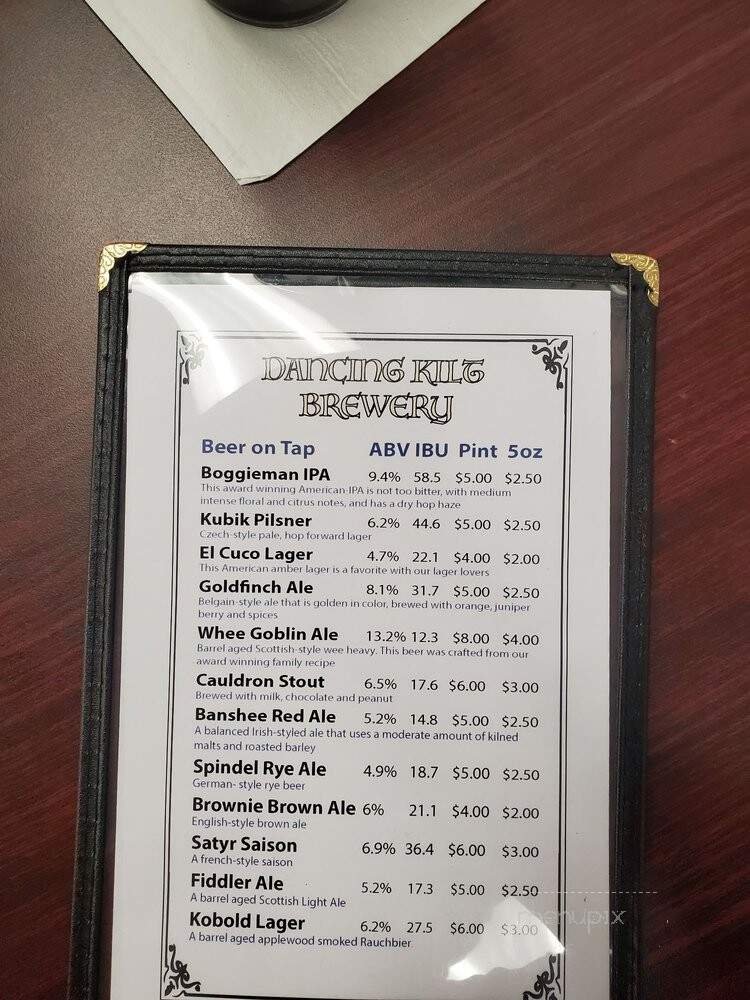 DANCING KILT
BREWERY
Beer on Tap ABV IBU Pint 5oz
Boggieman IPA 9.4% 58.5 $5.00 $2.50
This award winning American-IPA is not too bitter, with medium
intense floral and citrus notes, and has a dry hop haze
Kubik Pilsner 6.2% 44.6 $5.00 $2.50
Czech-style pale, hop forward lager
El Cuco Lager 4.7% 22.1 $4.00 $2.00
This American amber lager is a favorite with our lager lovers
Goldfinch Ale 8.1% 31.7 $5.00 $2.50
Belgain-style ale that is golden in color, brewed with orange, juniper
berry and spices
Whee Goblin Ale 13.2% 12.3 $8.00 $4.00
Barrel aged Scottish-style wee heavy. This beer was crafted from our
award winning family recipe
Cauldron Stout 6.5% 17.6 $6.00 $3.00
Brewed with milk, chocolate and peanut
Banshee Red Ale 5.2% 14.8 $5.00 $2.50
A balanced Irish-styled ale that uses a moderate amount of kilned
malts and roasted barley
Spindel Rye Ale 4.9% 18.7 $5.00 $2.50
German- style rye beer
Brownie Brown Ale 6% 21.1 $4.00 $2.00
English-style brown ale
Satyr Saison 6.9% 36.4 $6.00 $3.00
A french-style saison
Fiddler Ale 5.2% 17.3 $5.00 $2.50
A barrel aged Scottish Light Ale
Kobold Lager 6.2% 27.5 $6.00 $3.00
A barrel aged applewood smoked Rauchbier
menupix